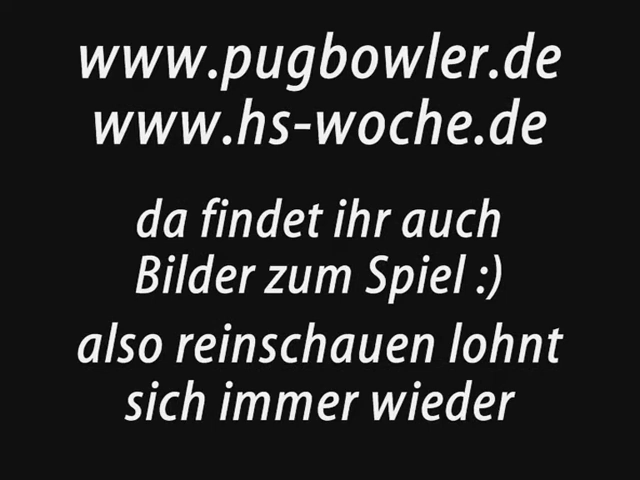 www.pugbowler.de
www.hs-woche.de
da findet ihr auch
Bilder zum Spiel :)
also reinschauen lohnt
sich immer wieder